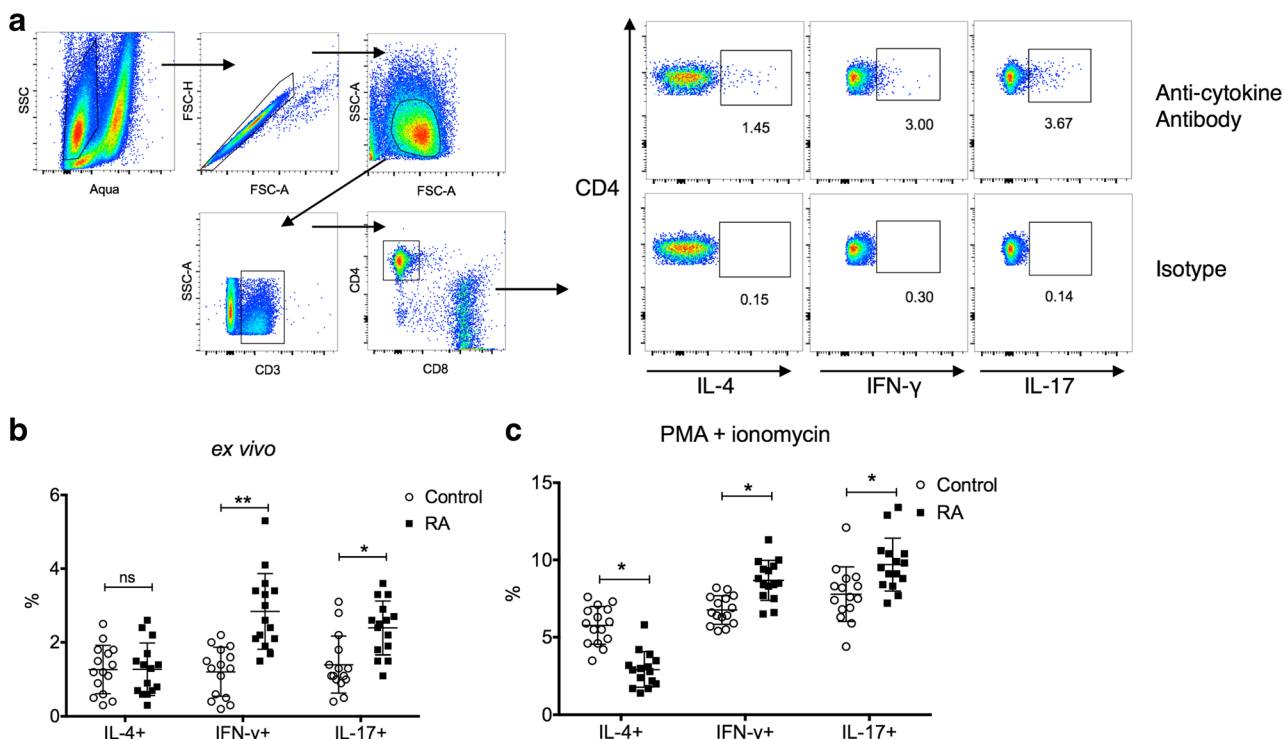 a
SSC
Aqua
FSC-H
FSC-A
SSC-A
FSC-A
SSC-A
CD3
CD4
CD8
CD4
1.45
3.00
3.67
Anti-cytokine
Antibody
0.15
0.30
0.14
Isotype
IL-4
IFN-γ
IL-17
b
ex vivo
%
6
4
2
0
ns
**
*
Control
RA
IL-4+
IFN-γ+
IL-17+
c
PMA + ionomycin
%
15
10
5
0
*
*
*
Control
RA
IL-4+
IFN-γ+
IL-17+